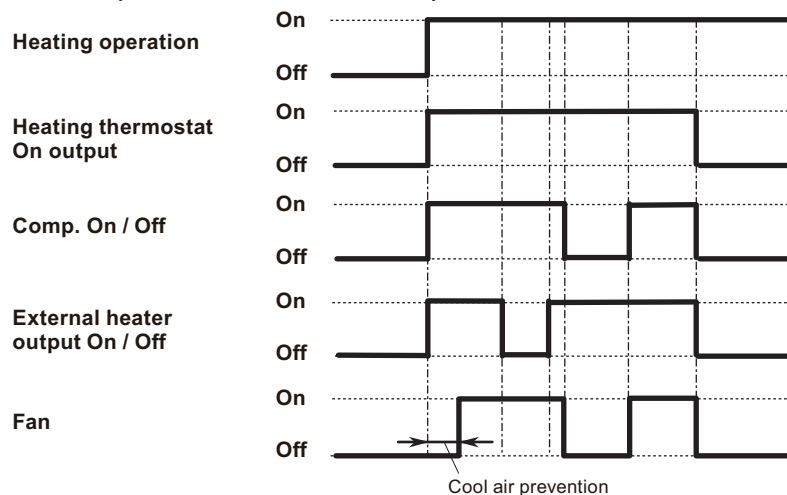 Heating operation
On
Off
Heating thermostat
On output
On
Off
Comp. On / Off
On
Off
External heater
output On / Off
On
Off
Fan
On
Off
Cool air prevention